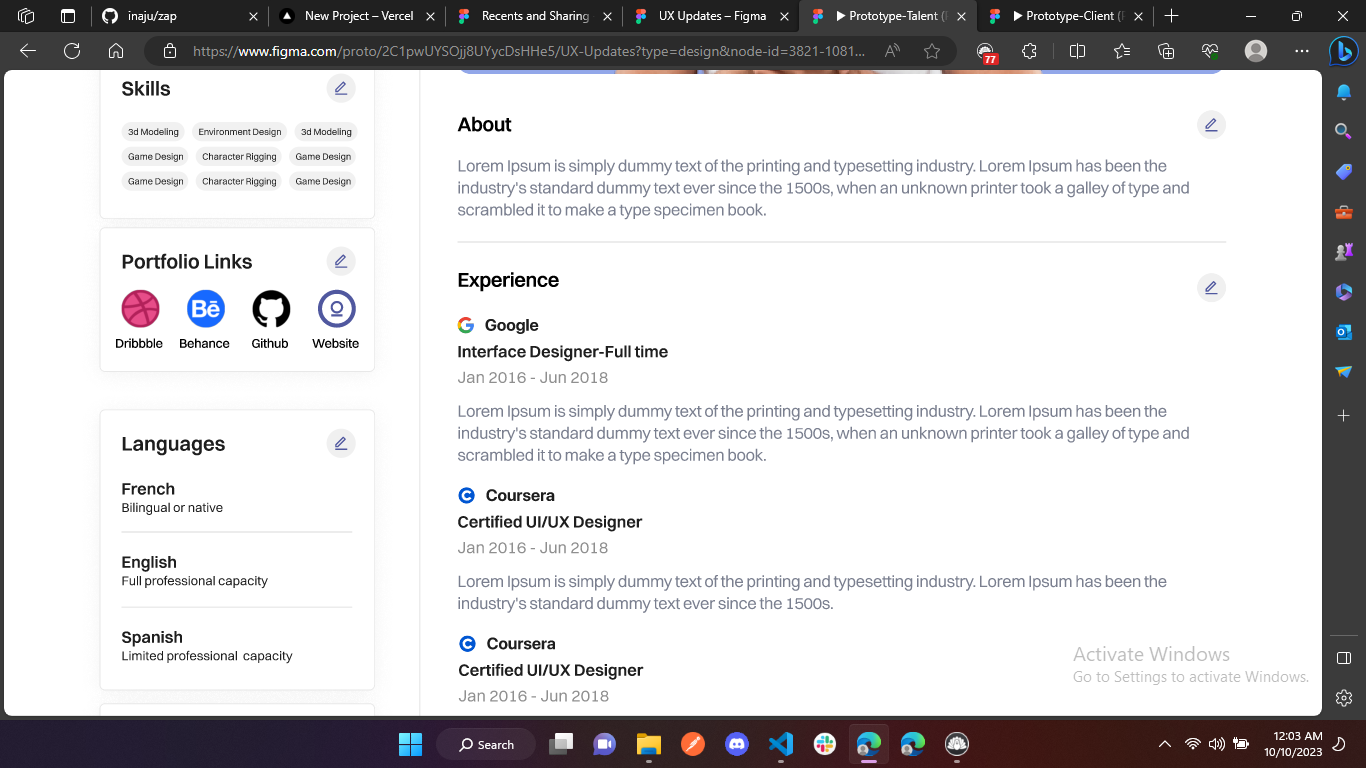 inaju/zap
New Project – Vercel
Recents and Sharing
UX Updates – Figma
Prototype-Talent (
Prototype-Client (
https://www.figma.com/proto/2C1pwUYSOjj8UYycDsHHe5/UX-Updates?type=design&node-id=3821-1081...
77
Skills
3d Modeling Environment Design 3d Modeling
Game Design Character Rigging Game Design
Game Design Character Rigging Game Design
Portfolio Links
Bē
Dribbble Behance Github Website
Languages
French
Bilingual or native
English
Full professional capacity
Spanish
Limited professional capacity
About
Lorem Ipsum is simply dummy text of the printing and typesetting industry. Lorem Ipsum has been the
industry's standard dummy text ever since the 1500s, when an unknown printer took a galley of type and
scrambled it to make a type specimen book.
Experience
Google
Interface Designer-Full time
Jan 2016 - Jun 2018
Lorem Ipsum is simply dummy text of the printing and typesetting industry. Lorem Ipsum has been the
industry's standard dummy text ever since the 1500s, when an unknown printer took a galley of type and
scrambled it to make a type specimen book.
Coursera
Certified UI/UX Designer
Jan 2016 - Jun 2018
Lorem Ipsum is simply dummy text of the printing and typesetting industry. Lorem Ipsum has been the
industry's standard dummy text ever since the 1500s.
Coursera
Certified UI/UX Designer
Jan 2016 - Jun 2018
Activate Windows
Go to Settings to activate Windows.
Search
12:03 AM
10/10/2023